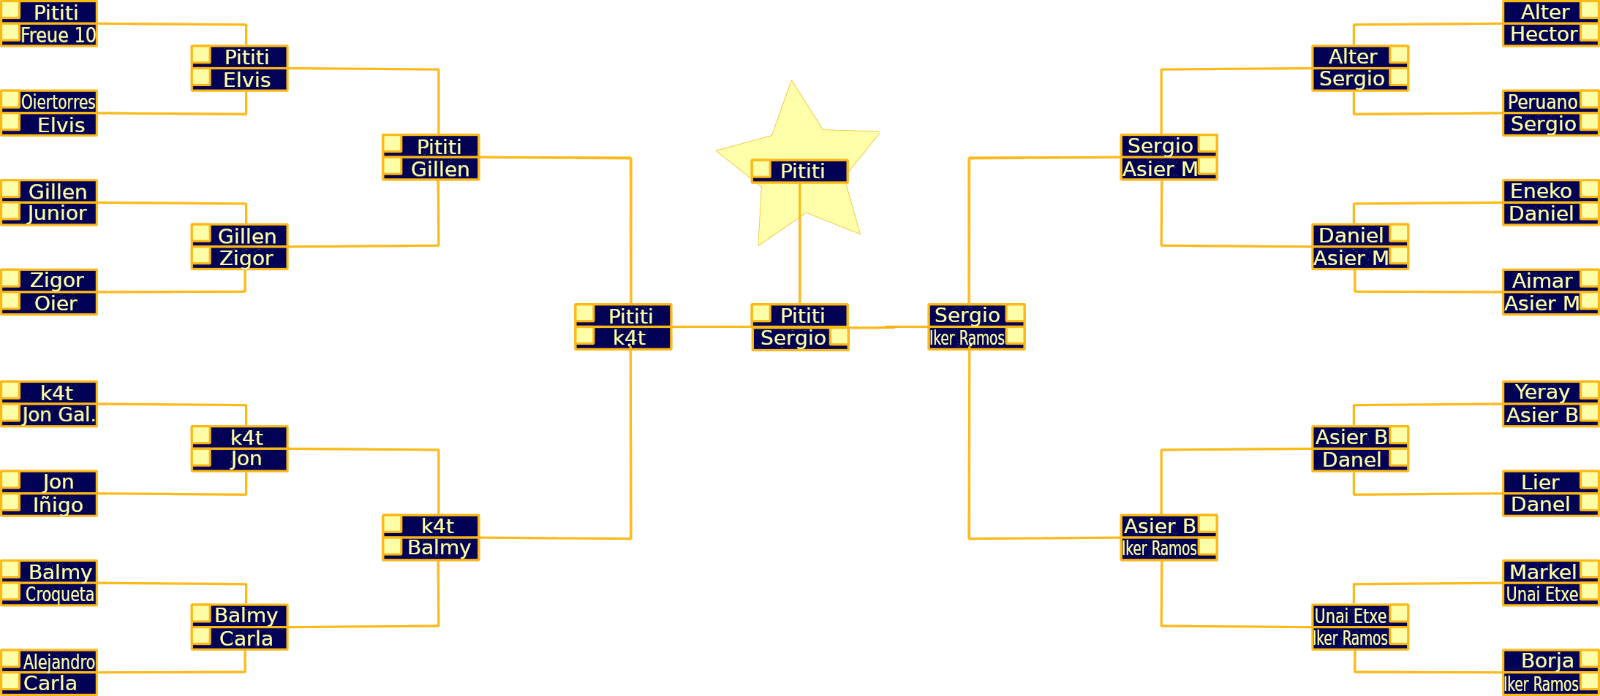 Pititi
Freue 10
Oiertorres
Elvis
Gillen
Junior
Zigor
Oier
k4t
Jon Gal.
Jon
Iñigo
Balmy
Croqueta
Alejandro
Carla
Pititi
Elvis
Gillen
Zigor
k4t
Jon
Balmy
Carla
Pititi
Gillen
k4t
Balmy
Pititi
k4t
Pititi
Pititi
Sergio
Sergio
Iker Ramos
Sergio
Asier M
Asier B
Iker Ramos
Alter
Sergio
Daniel
Asier M
Asier B
Danel
Unai Etxe
Iker Ramos
Alter
Hector
Peruano
Sergio
Eneko
Daniel
Aimar
Asier M
Yeray
Asier B
Lier
Danel
Markel
Unai Etxe
Borja
Iker Ramos